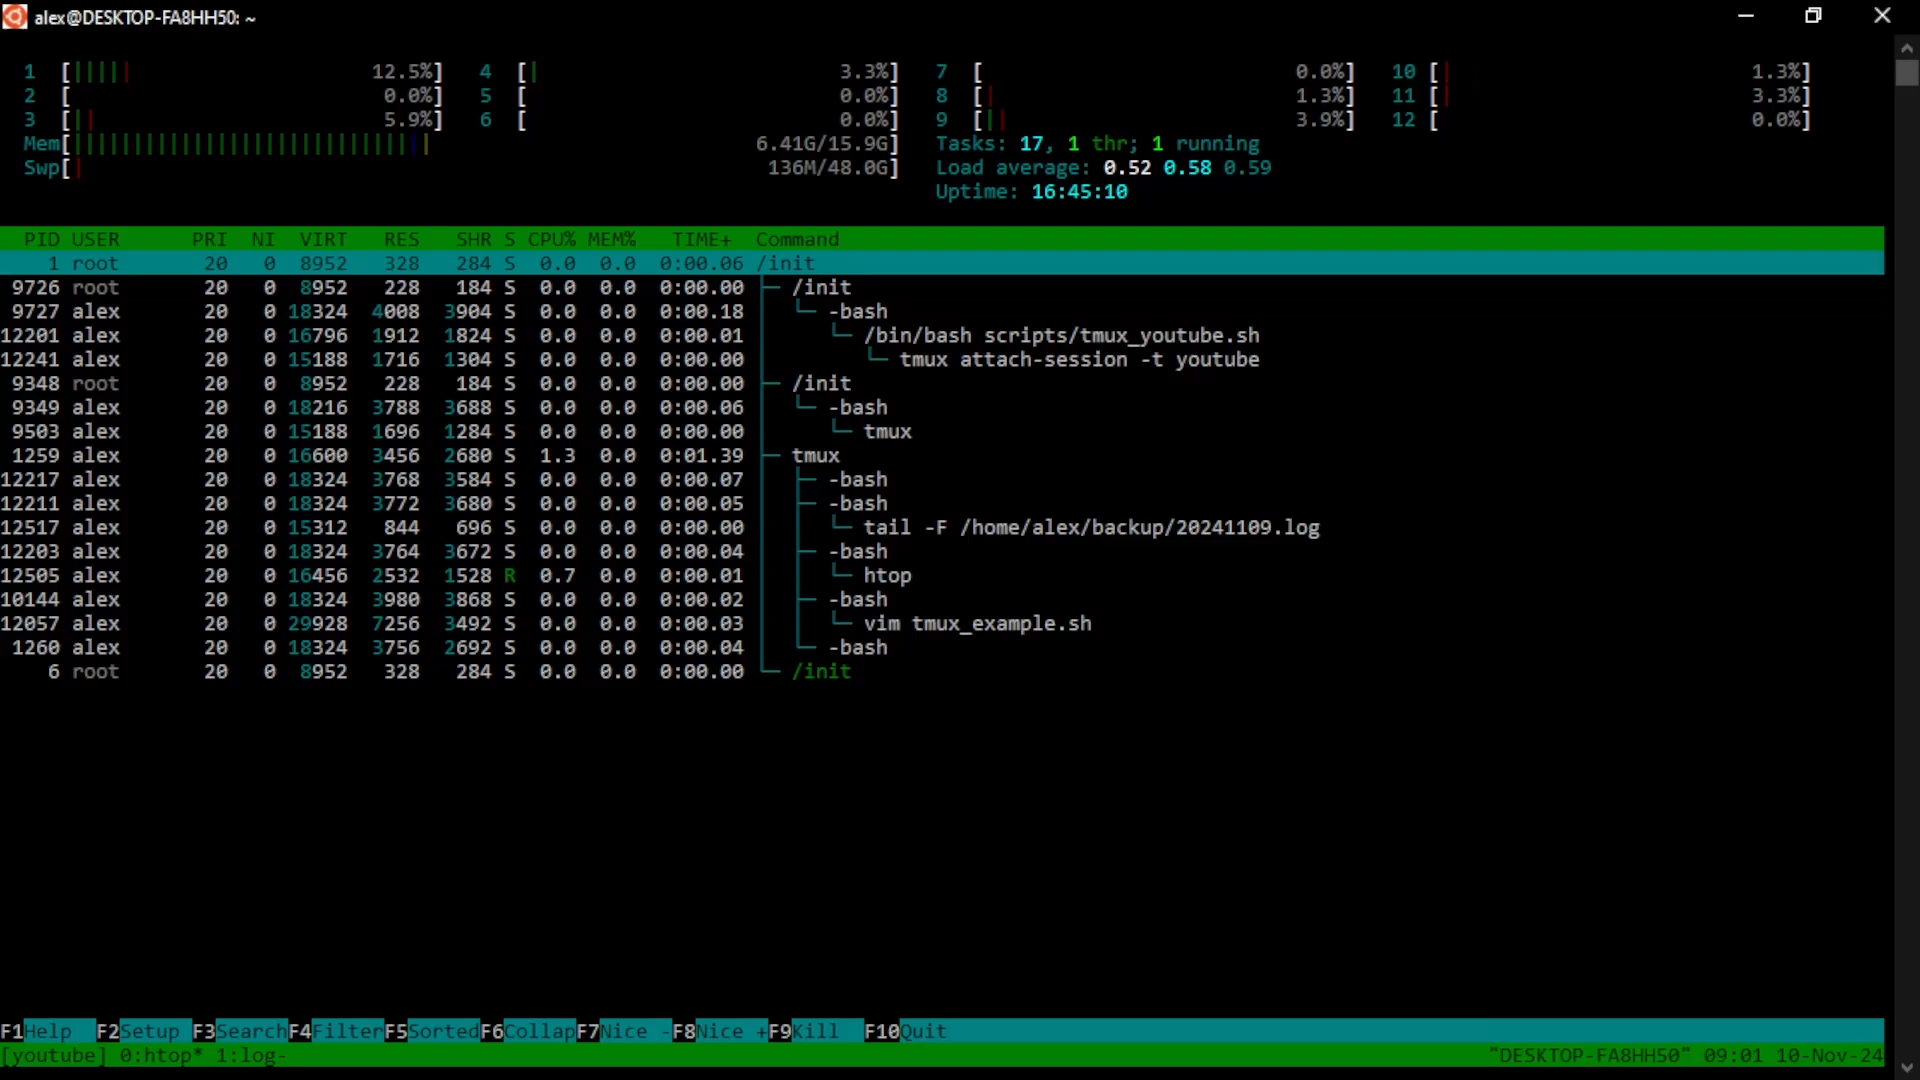 alex@DESKTOP-FA8HH50: ~
1 [||||| 12.5%] 4 [| 3.3%] 7 [ 0.0%] 10 [| 1.3%]
2 [ 0.0%] 5 [ 0.0%] 8 [| 1.3%] 11 [| 3.3%]
3 [|| 5.9%] 6 [ 0.0%] 9 [|| 3.9%] 12 [ 0.0%]
Mem[|||||||||||||||||||||||||||||| 6.41G/15.9G] Tasks: 17, 1 thr; 1 running
Swp[| 136M/48.0G] Load average: 0.52 0.58 0.59
Uptime: 16:45:10
PID USER PRI NI VIRT RES SHR S CPU% MEM% TIME+ Command
1 root 20 0 8952 328 284 S 0.0 0.0 0:00.06 /init
9726 root 20 0 8952 228 184 S 0.0 0.0 0:00.00 ├─ /init
9727 alex 20 0 18324 4008 3904 S 0.0 0.0 0:00.18 │ └─ -bash
12201 alex 20 0 16796 1912 1824 S 0.0 0.0 0:00.01 │ └─ /bin/bash scripts/tmux_youtube.sh
12241 alex 20 0 15188 1716 1304 S 0.0 0.0 0:00.00 │ └─ tmux attach-session -t youtube
9348 root 20 0 8952 228 184 S 0.0 0.0 0:00.00 ├─ /init
9349 alex 20 0 18216 3788 3688 S 0.0 0.0 0:00.06 │ └─ -bash
9503 alex 20 0 15188 1696 1284 S 0.0 0.0 0:00.00 │ └─ tmux
1259 alex 20 0 16600 3456 2680 S 1.3 0.0 0:01.39 ├─ tmux
12217 alex 20 0 18324 3768 3584 S 0.0 0.0 0:00.07 │ ├─ -bash
12211 alex 20 0 18324 3772 3680 S 0.0 0.0 0:00.05 │ ├─ -bash
12517 alex 20 0 15312 844 696 S 0.0 0.0 0:00.00 │ │ └─ tail -F /home/alex/backup/20241109.log
12203 alex 20 0 18324 3764 3672 S 0.0 0.0 0:00.04 │ ├─ -bash
12505 alex 20 0 16456 2532 1528 R 0.7 0.0 0:00.01 │ │ └─ htop
10144 alex 20 0 18324 3980 3868 S 0.0 0.0 0:00.02 │ ├─ -bash
12057 alex 20 0 29928 7256 3492 S 0.0 0.0 0:00.03 │ │ └─ vim tmux_example.sh
1260 alex 20 0 18324 3756 2692 S 0.0 0.0 0:00.04 │ └─ -bash
6 root 20 0 8952 328 284 S 0.0 0.0 0:00.00 └─ /init
F1Help F2Setup F3SearchF4FilterF5SortedF6CollapF7Nice -F8Nice +F9Kill F10Quit
[youtube] 0:htop* 1:log- "DESKTOP-FA8HH50" 09:01 10-Nov-24